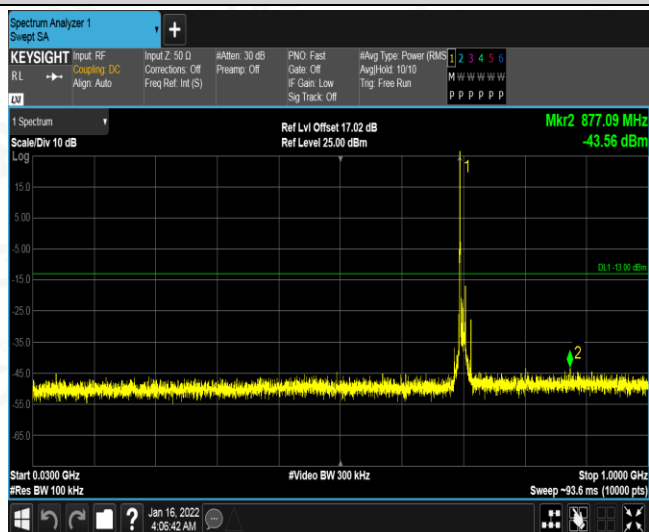 Spectrum Analyzer 1
Swept SA
KEYSIGHT
RL
LXI
Input: RF
Coupling: DC
Align: Auto
Input Z: 50 Ω
Corrections: Off
Freq Ref: Int (S)
#Atten: 30 dB
Preamp: Off
PNO: Fast
Gate: Off
IF Gain: Low
Sig Track: Off
#Avg Type: Power (RMS
Avg|Hold: 10/10
Trig: Free Run
1 2 3 4 5 6
M W W W W W
P P P P P P
1 Spectrum
Scale/Div 10 dB
Ref Lvl Offset 17.02 dB
Ref Level 25.00 dBm
Mkr2 877.09 MHz
-43.56 dBm
Log
1
15.0
5.00
-5.00
DL1 -13.00 dBm
-15.0
-25.0
-35.0
2
-45.0
-55.0
-65.0
Start 0.0300 GHz
#Video BW 300 kHz
Stop 1.0000 GHz
#Res BW 100 kHz
Sweep ~93.6 ms (10000 pts)
?
Jan 16, 2022
4:06:42 AM